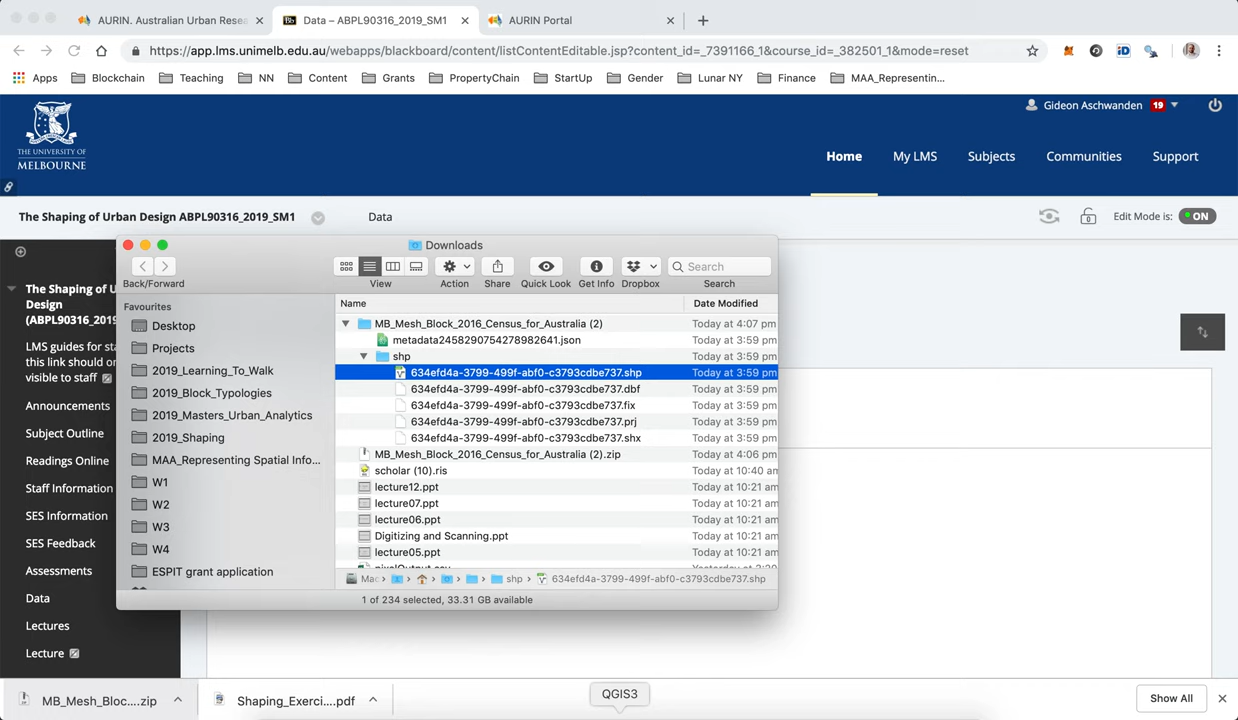 AURIN. Australian Urban Resea
Data – ABPL90316_2019_SM1
AURIN Portal
https://app.lms.unimelb.edu.au/webapps/blackboard/content/listContentEditable.jsp?content_id=_7391166_1&course_id=_382501_1&mode=reset
Apps Blockchain Teaching NN Content Grants PropertyChain StartUp Gender Lunar NY Finance MAA_Representin...
THE UNIVERSITY OF
MELBOURNE
Gideon Aschwanden 19
Home My LMS Subjects Communities Support
The Shaping of Urban Design ABPL90316_2019_SM1 Data Edit Mode is: ON
The Shaping of U
Design
(ABPL90316_2019
LMS guides for sta
this link should or
visible to staff
Announcements
Subject Outline
Readings Online
Staff Information
SES Information
SES Feedback
Assessments
Data
Lectures
Lecture
Downloads
Search
Back/Forward View Action Share Quick Look Get Info Dropbox Search
Favourites
Desktop
Projects
2019_Learning_To_Walk
2019_Block_Typologies
2019_Masters_Urban_Analytics
2019_Shaping
MAA_Representing Spatial Info...
W1
W2
W3
W4
ESPIT grant application
Name Date Modified
MB_Mesh_Block_2016_Census_for_Australia (2) Today at 4:07 pm
metadata2458290754278982641.json Today at 3:59 pm
shp Today at 3:59 pm
634efd4a-3799-499f-abf0-c3793cdbe737.shp Today at 3:59 pm
634efd4a-3799-499f-abf0-c3793cdbe737.dbf Today at 3:59 pm
634efd4a-3799-499f-abf0-c3793cdbe737.fix Today at 3:59 pm
634efd4a-3799-499f-abf0-c3793cdbe737.prj Today at 3:59 pm
634efd4a-3799-499f-abf0-c3793cdbe737.shx Today at 3:59 pm
MB_Mesh_Block_2016_Census_for_Australia (2).zip Today at 4:06 pm
scholar (10).ris Today at 10:40 am
lecture12.ppt Today at 10:21 am
lecture07.ppt Today at 10:21 am
lecture06.ppt Today at 10:21 am
Digitizing and Scanning.ppt Today at 10:21 am
lecture05.ppt Today at 10:21 am
Mac shp 634efd4a-3799-499f-abf0-c3793cdbe737.shp
1 of 234 selected, 33.31 GB available
MB_Mesh_Bloc....zip
Shaping_Exerci....pdf
QGIS3
Show All